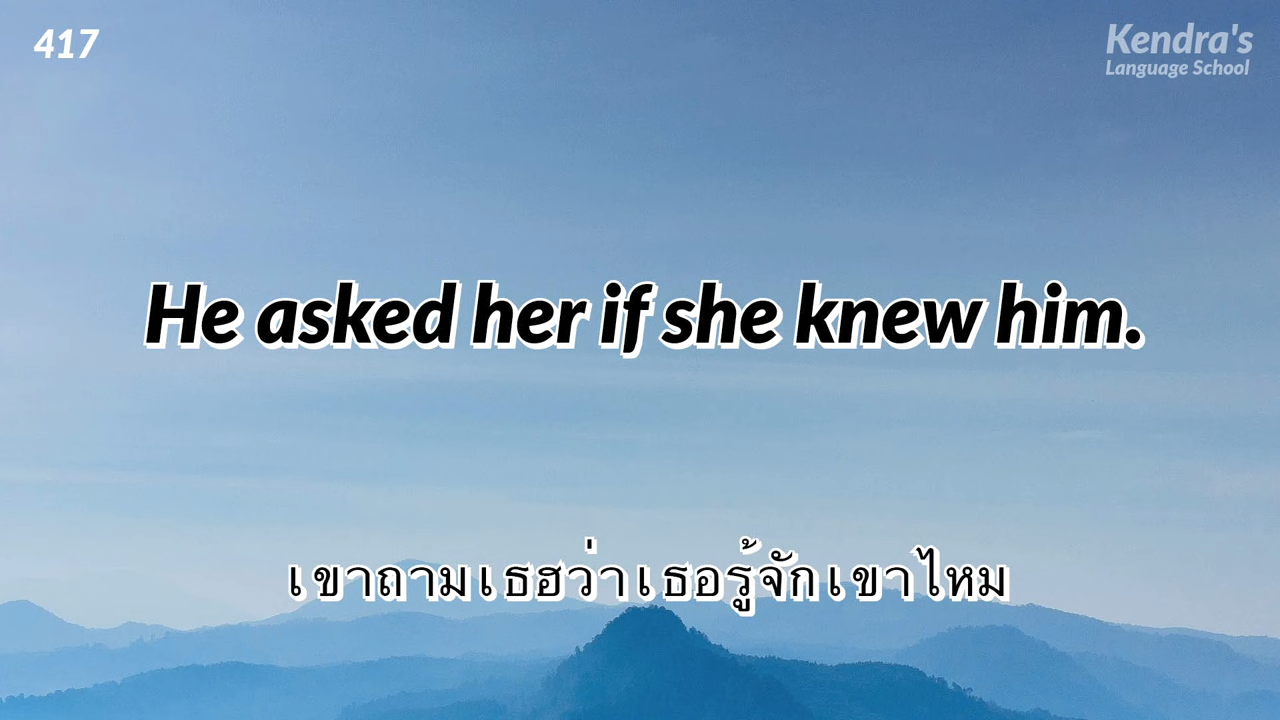 417
Kendra's
Language School
He asked her if she knew him.
เขาถามเธฮว่าเธอรู้จักเขาไหม